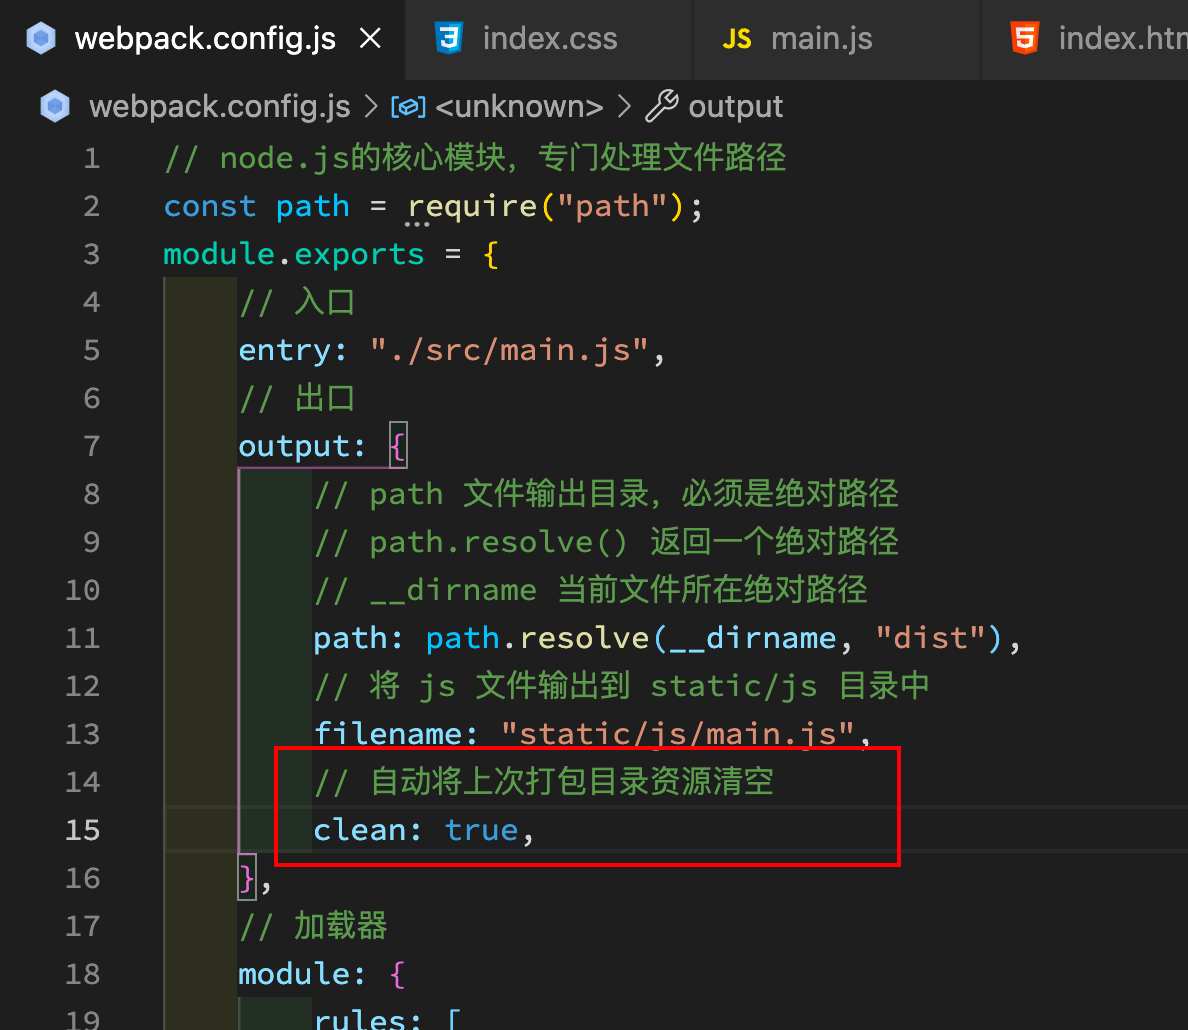 webpack.config.js
index.css
JS main.js
index.htm
webpack.config.js > <unknown> > output
1 // node.js的核心模块，专门处理文件路径
2 const path = require("path");
3 module.exports = {
4 // 入口
5 entry: "./src/main.js",
6 // 出口
7 output: {
8 // path 文件输出目录，必须是绝对路径
9 // path.resolve() 返回一个绝对路径
10 // __dirname 当前文件所在绝对路径
11 path: path.resolve(__dirname, "dist"),
12 // 将 js 文件输出到 static/js 目录中
13 filename: "static/js/main.js",
14 // 自动将上次打包目录资源清空
15 clean: true,
16 },
17 // 加载器
18 module: {
19 rules: [